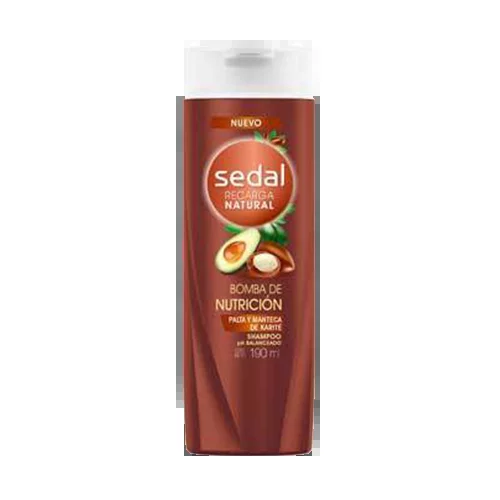 NUEVO
sedal
RECARGA
NATURAL
BOMBA DE
NUTRICIÓN
PALTA Y MANTECA
DE KARITÉ
SHAMPOO
pH BALANCEADO
190 ml